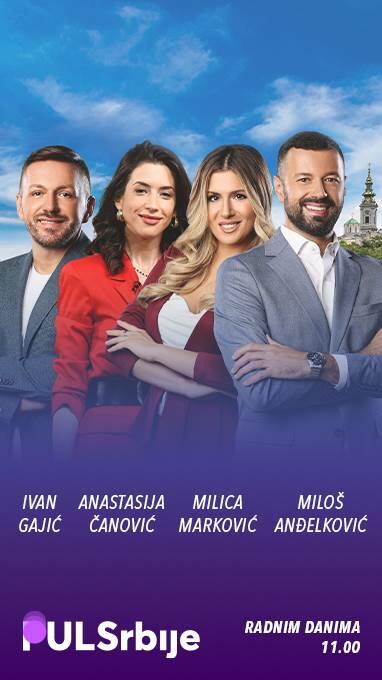 IVAN
GAJIĆ
ANASTASIJA
ČANOVIĆ
MILICA
MARKOVIĆ
MILOŠ
ANĐELKOVIĆ
PULSrbije
RADNIM DANIMA
11.00